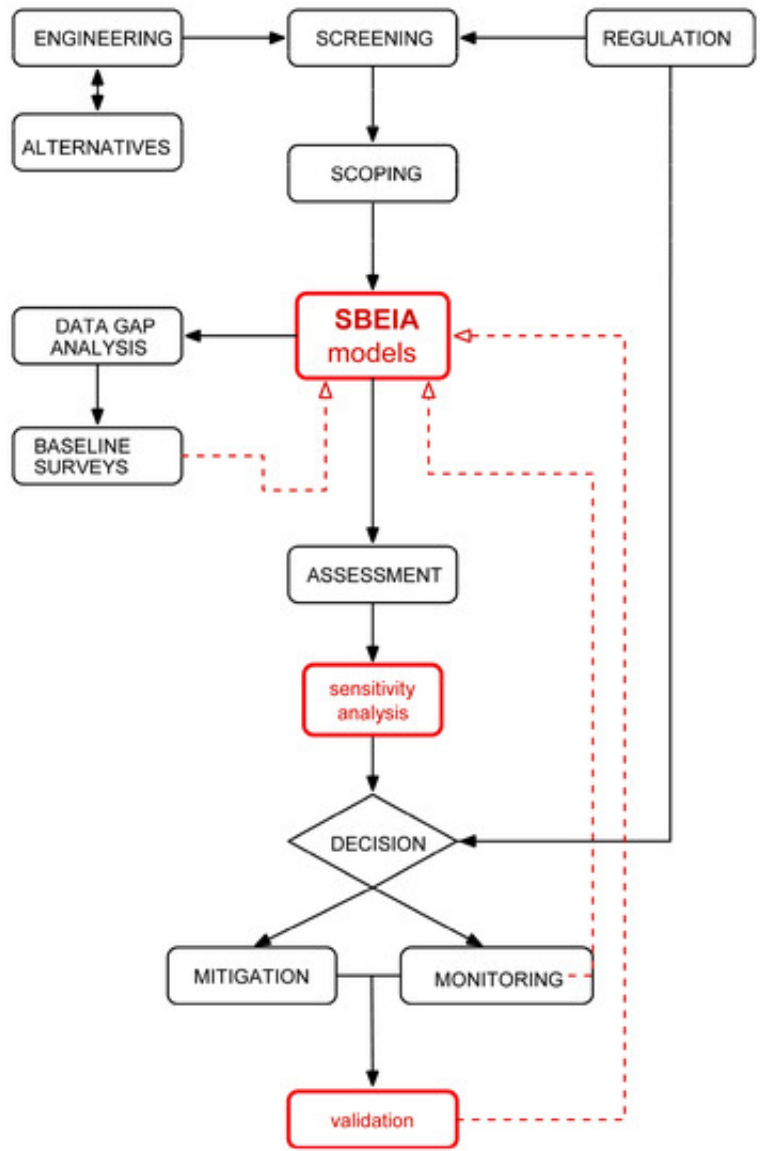 ENGINEERING
SCREENING
REGULATION
ALTERNATIVES
SCOPING
SBEIA
models
DATA GAP
ANALYSIS
BASELINE
SURVEYS
ASSESSMENT
sensitivity
analysis
DECISION
MITIGATION
MONITORING
validation